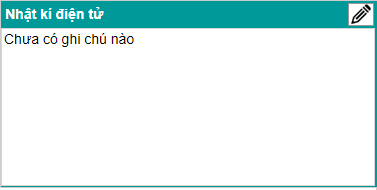 Nhật kí điện tử
Chưa có ghi chú nào